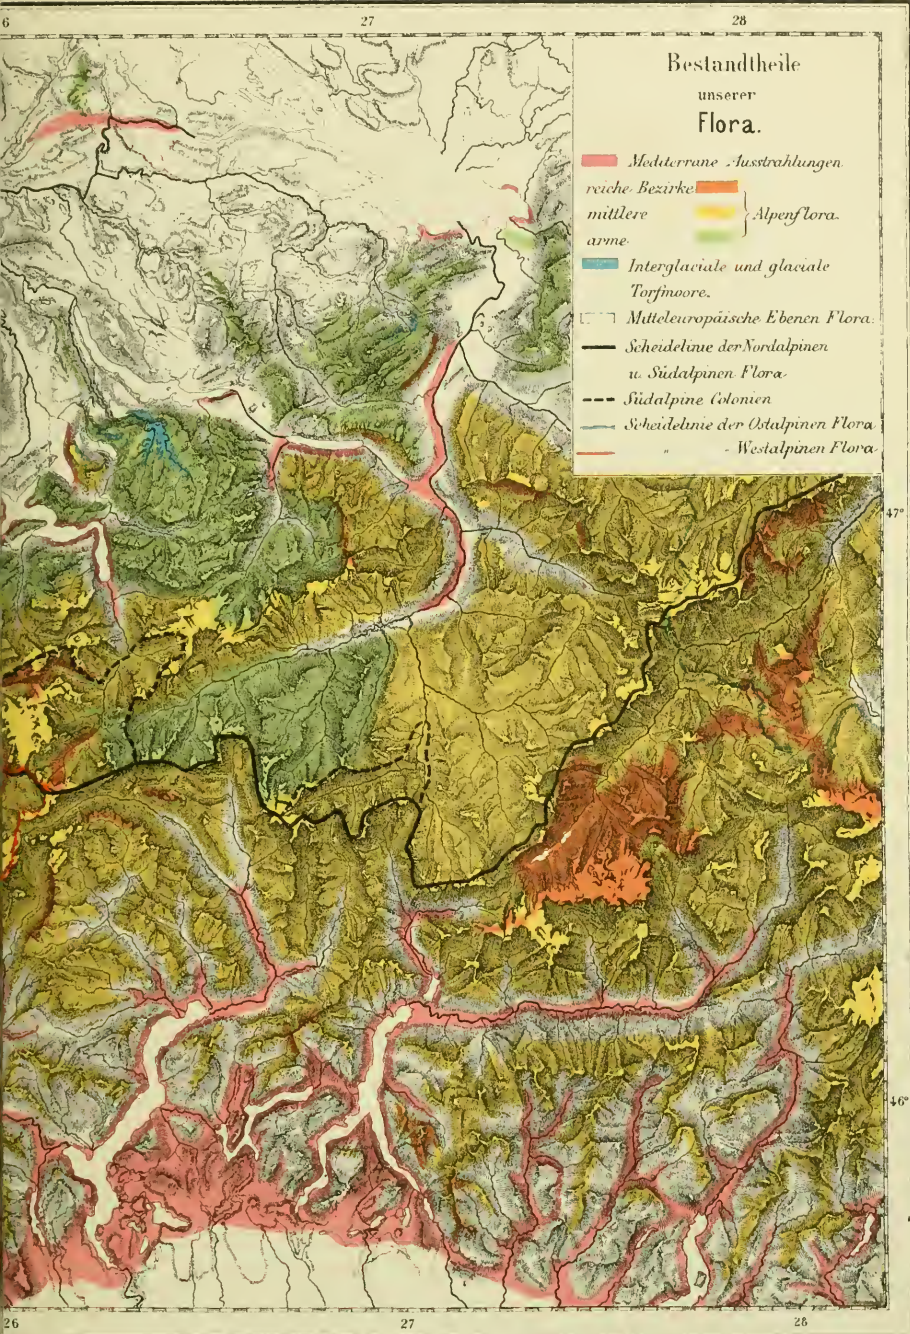 6 27 28
Bestandtheile
unserer
Flora.
Mediterrane Ausstrahlungen
reiche Bezirke
mittlere Alpenflora
arme
Interglaciale und glaciale
Torfmoore.
Mitteleuropäische Ebenen Flora.
Scheidelinie der Nordalpinen
u. Südalpinen Flora
Südalpine Colonien
Scheidelinie der Ostalpinen Flora
" - Westalpinen Flora
47°
46°
26 27 28